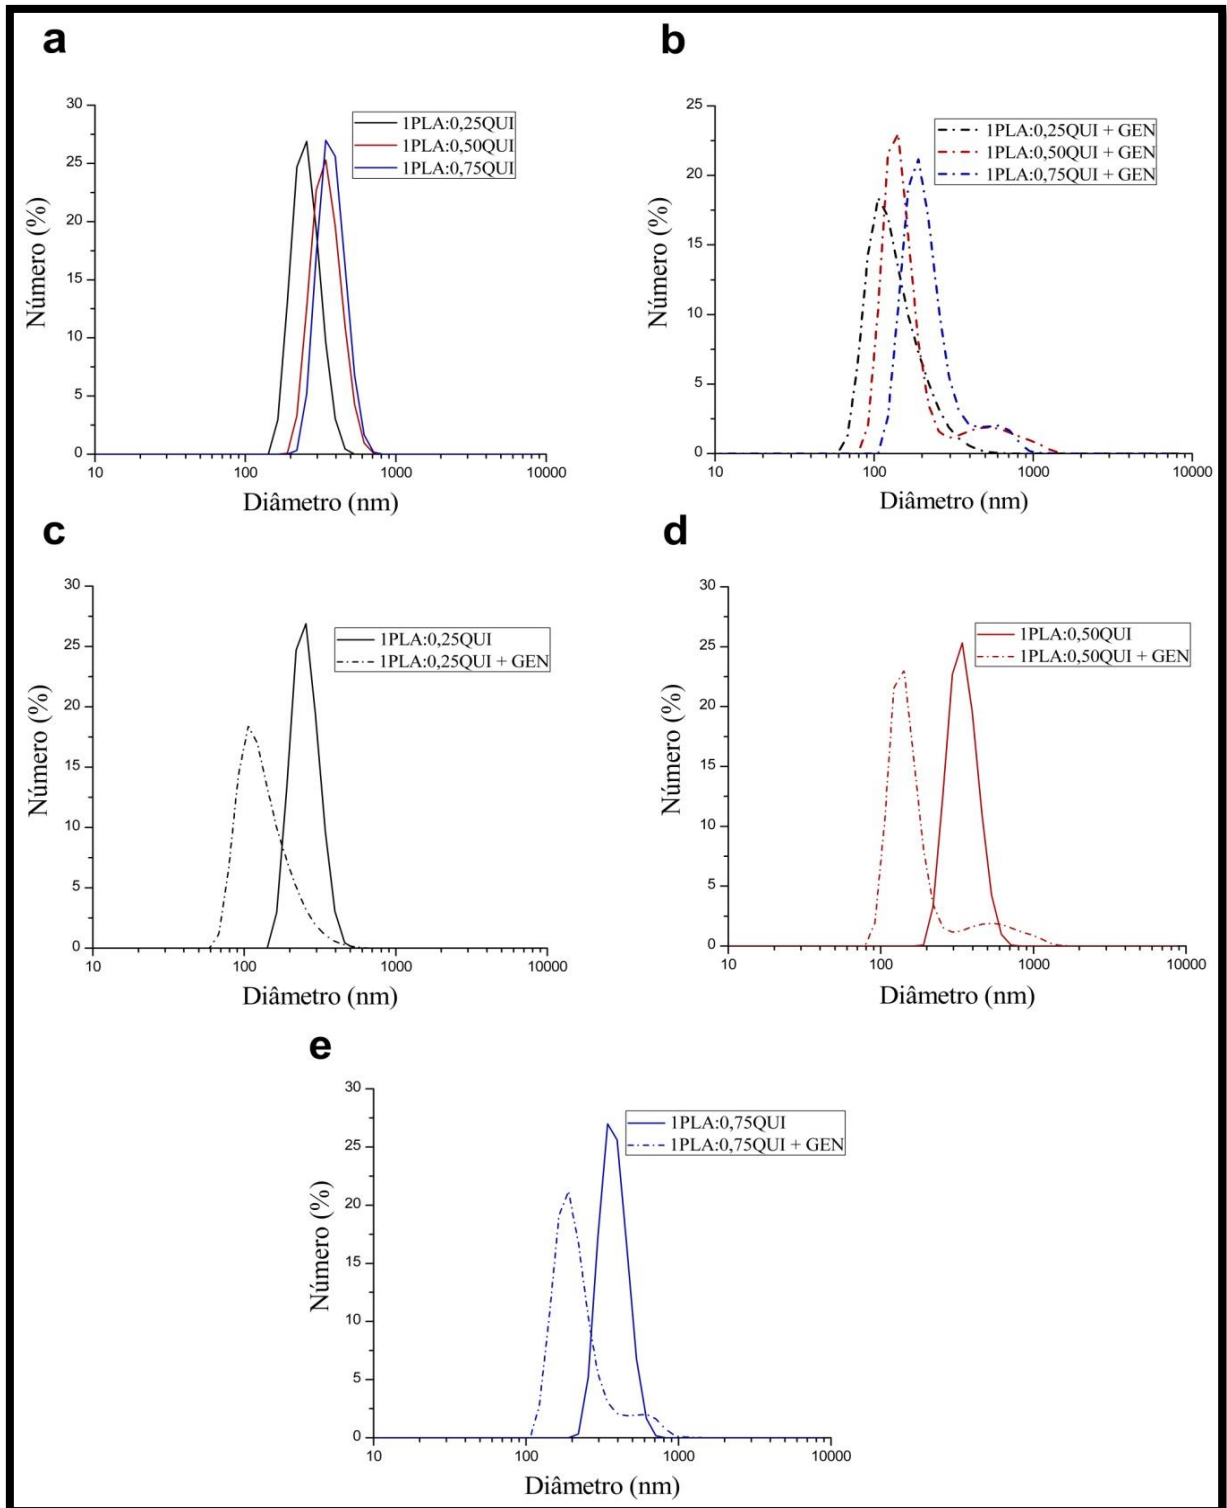 a
30
25
20
15
10
5
0
Número (%)
1PLA:0,25QUI
1PLA:0,50QUI
1PLA:0,75QUI
10 100 1000 10000
Diâmetro (nm)
b
25
20
15
10
5
0
Número (%)
1PLA:0,25QUI + GEN
1PLA:0,50QUI + GEN
1PLA:0,75QUI + GEN
10 100 1000 10000
Diâmetro (nm)
c
30
25
20
15
10
5
0
Número (%)
1PLA:0,25QUI
1PLA:0,25QUI + GEN
10 100 1000 10000
Diâmetro (nm)
d
30
25
20
15
10
5
0
Número (%)
1PLA:0,50QUI
1PLA:0,50QUI + GEN
10 100 1000 10000
Diâmetro (nm)
e
30
25
20
15
10
5
0
Número (%)
1PLA:0,75QUI
1PLA:0,75QUI + GEN
10 100 1000 10000
Diâmetro (nm)